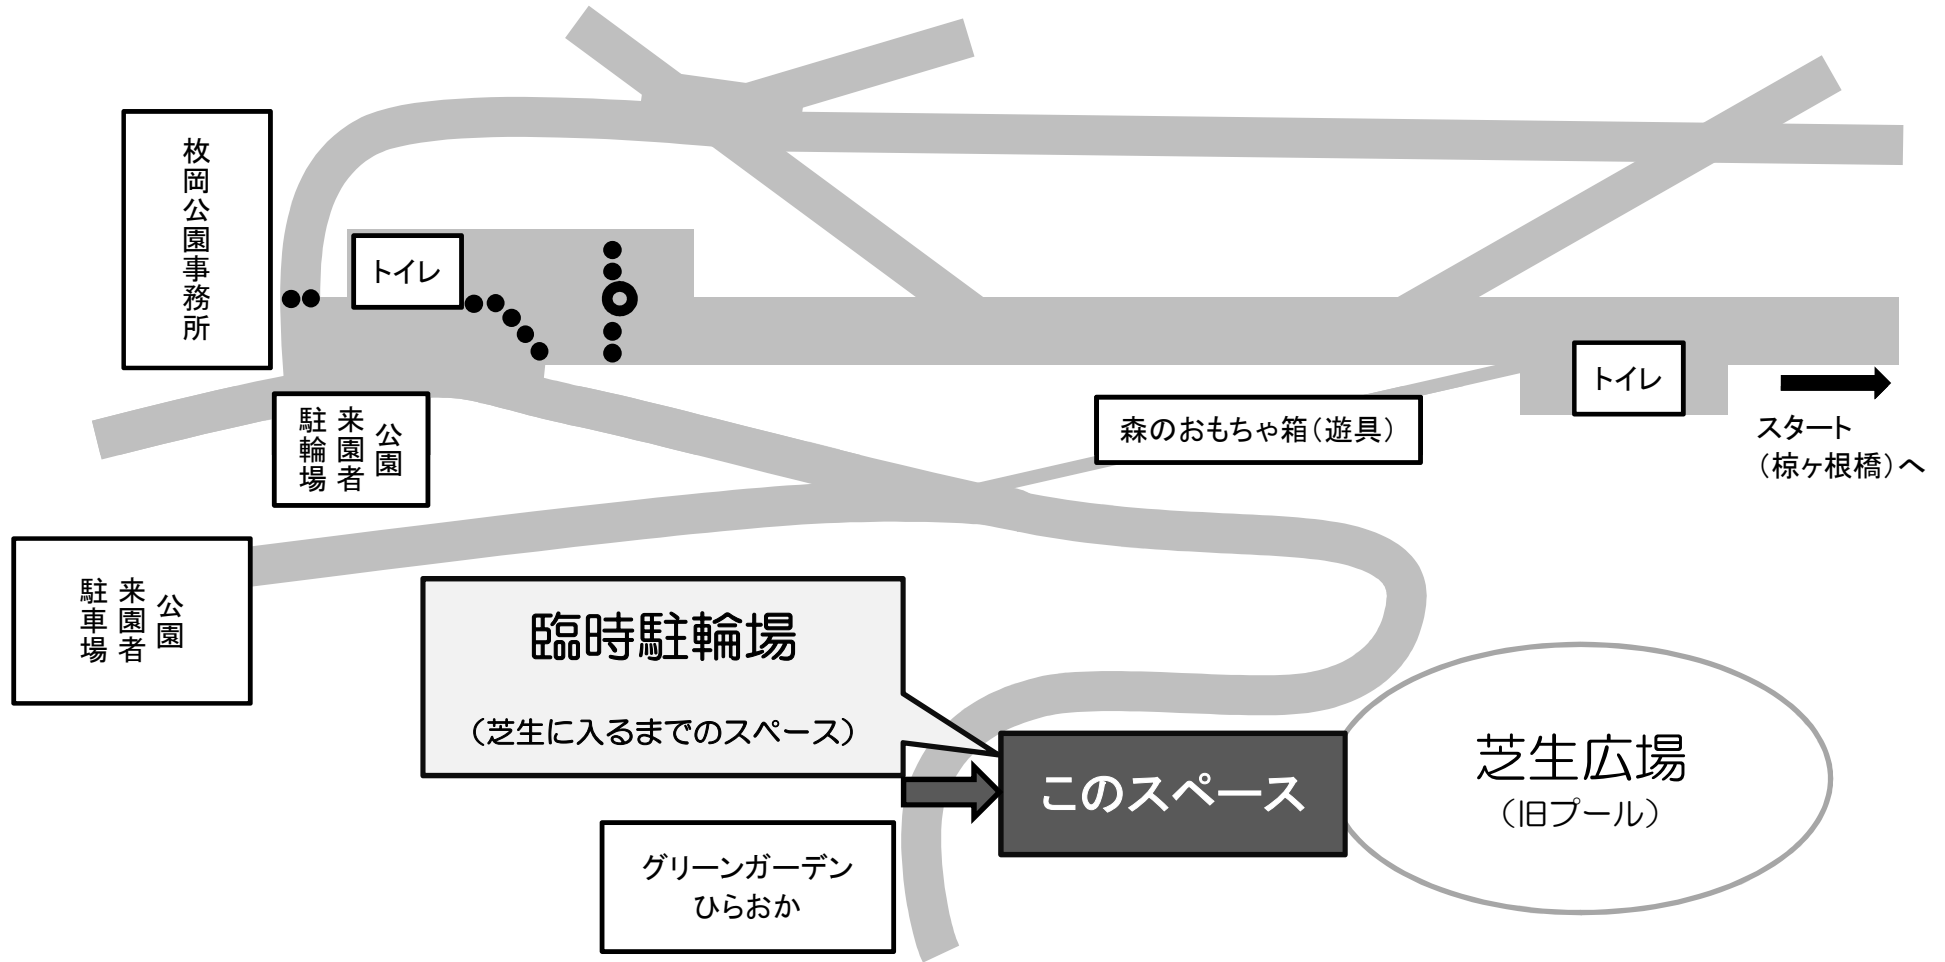 枚岡公園事務所
トイレ
公園
来園者
駐輪場
森のおもちゃ箱（遊具）
トイレ
スタート
（椋ヶ根橋）へ
公園
来園者
駐車場
臨時駐輪場
（芝生に入るまでのスペース）
このスペース
芝生広場
（旧プール）
グリーンガーデン
ひらおか